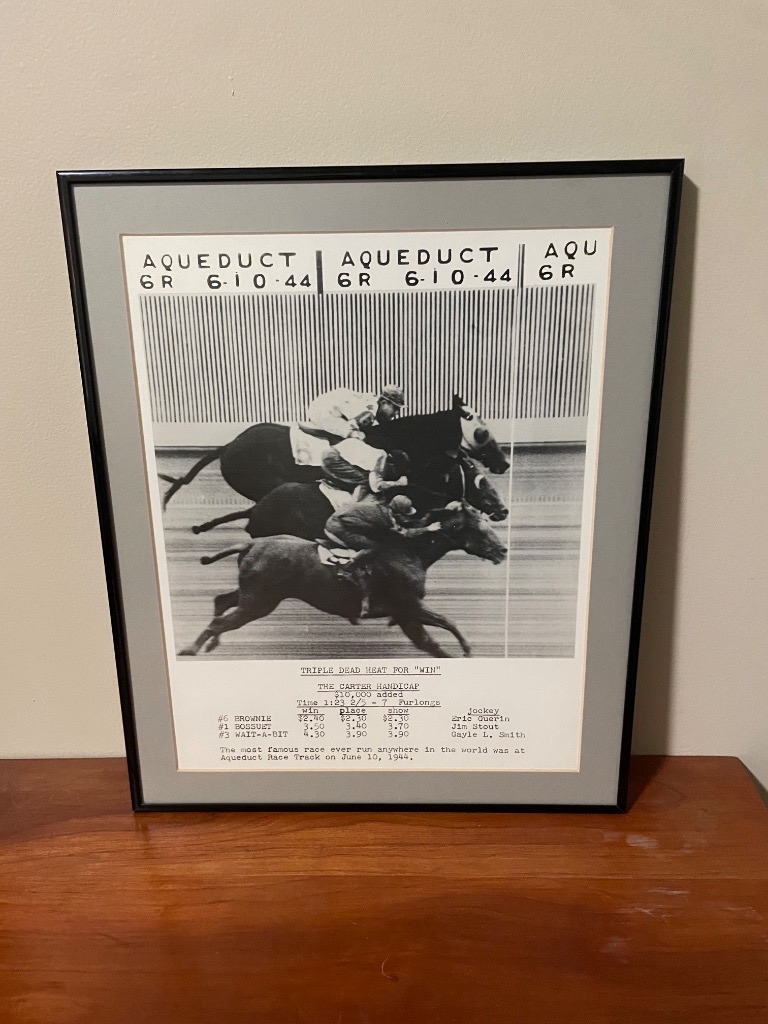 AQUEDUCT AQUEDUCT AQU
6R 6-10-44 6R 6-10-44 6R
TRIPLE DEAD HEAT FOR "WIN"
THE CARTER HANDICAP
$10,000 added
Time 1:23 2/5 - 7 Furlongs
win place show jockey
#6 BROWNIE $2.40 $2.30 $2.30 Eric Guerin
#1 BOSSUET 3.50 3.40 3.70 Jim Stout
#3 WAIT-A-BIT 4.30 3.90 3.90 Gayle L. Smith
The most famous race ever run anywhere in the world was at
Aqueduct Race Track on June 10, 1944.